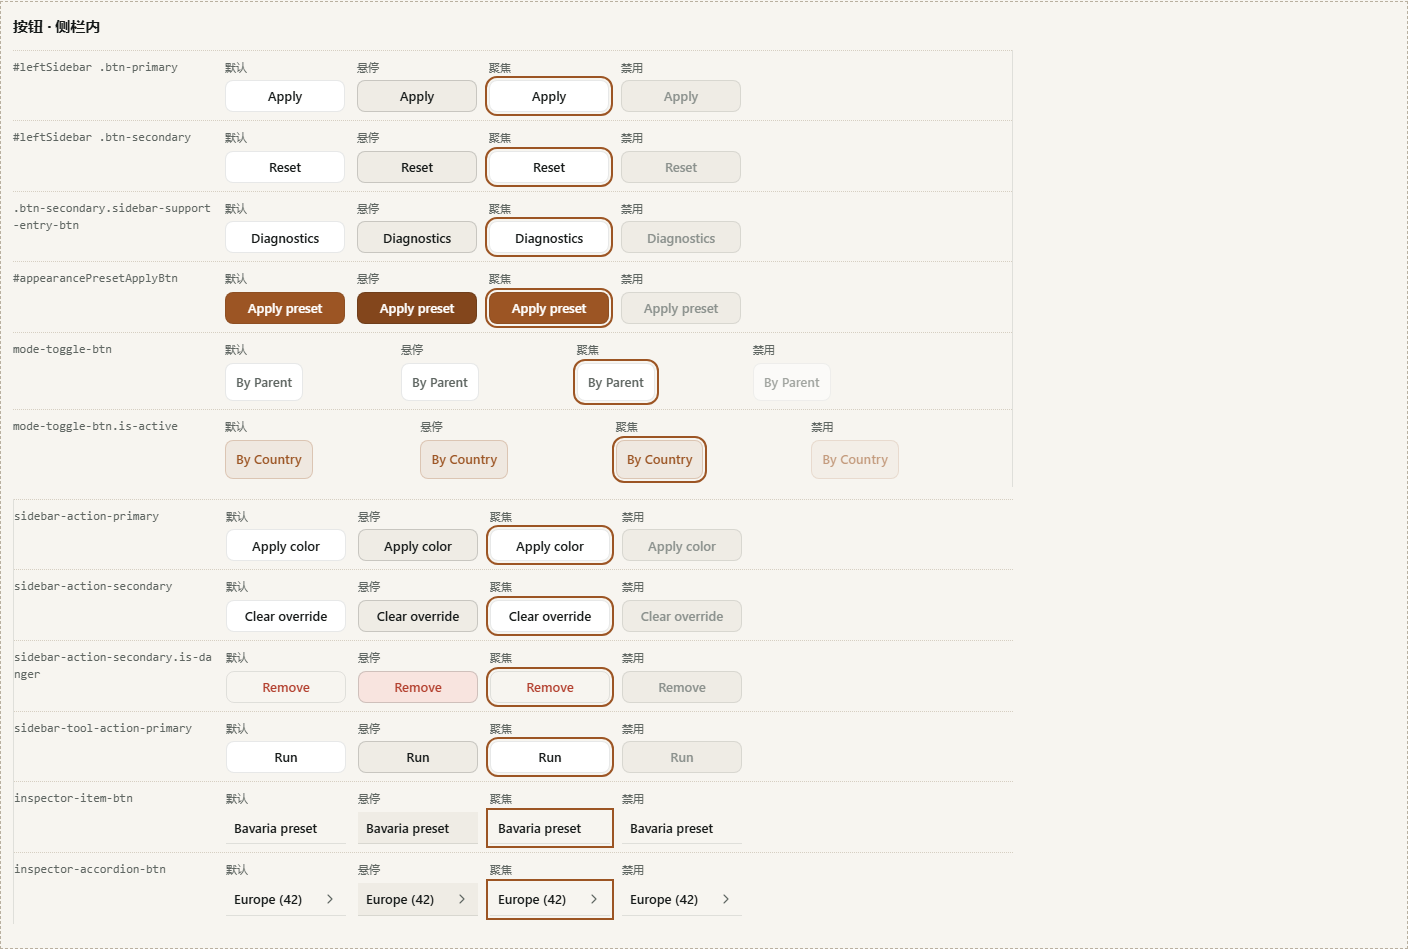 按钮 · 侧栏内
#leftSidebar .btn-primary
默认 悬停 聚焦 禁用
Apply Apply Apply Apply
#leftSidebar .btn-secondary
默认 悬停 聚焦 禁用
Reset Reset Reset Reset
.btn-secondary.sidebar-support
-entry-btn
默认 悬停 聚焦 禁用
Diagnostics Diagnostics Diagnostics Diagnostics
#appearancePresetApplyBtn
默认 悬停 聚焦 禁用
Apply preset Apply preset Apply preset Apply preset
mode-toggle-btn
默认 悬停 聚焦 禁用
By Parent By Parent By Parent By Parent
mode-toggle-btn.is-active
默认 悬停 聚焦 禁用
By Country By Country By Country By Country
sidebar-action-primary
默认 悬停 聚焦 禁用
Apply color Apply color Apply color Apply color
sidebar-action-secondary
默认 悬停 聚焦 禁用
Clear override Clear override Clear override Clear override
sidebar-action-secondary.is-da
nger
默认 悬停 聚焦 禁用
Remove Remove Remove Remove
sidebar-tool-action-primary
默认 悬停 聚焦 禁用
Run Run Run Run
inspector-item-btn
默认 悬停 聚焦 禁用
Bavaria preset Bavaria preset Bavaria preset Bavaria preset
inspector-accordion-btn
默认 悬停 聚焦 禁用
Europe (42) Europe (42) Europe (42) Europe (42)